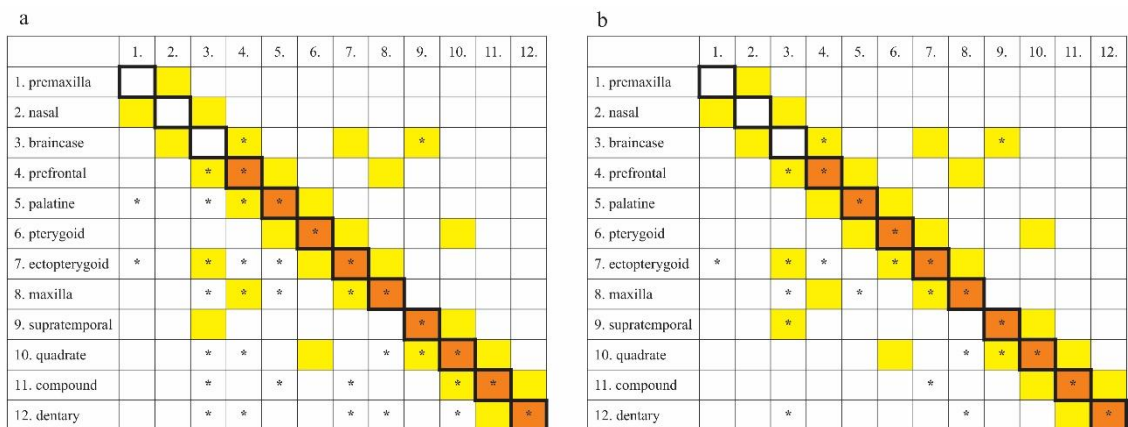 a
1. 2. 3. 4. 5. 6. 7. 8. 9. 10. 11. 12.
1. premaxilla
2. nasal
3. braincase * *
4. prefrontal * *
5. palatine * * * *
6. pterygoid *
7. ectopterygoid * * * * *
8. maxilla * * * * *
9. supratemporal *
10. quadrate * * * * *
11. compound * * * * *
12. dentary * * * * * *
b
1. 2. 3. 4. 5. 6. 7. 8. 9. 10. 11. 12.
1. premaxilla
2. nasal
3. braincase * *
4. prefrontal * *
5. palatine *
6. pterygoid *
7. ectopterygoid * * * * *
8. maxilla * * * *
9. supratemporal * *
10. quadrate * * *
11. compound * *
12. dentary * * *